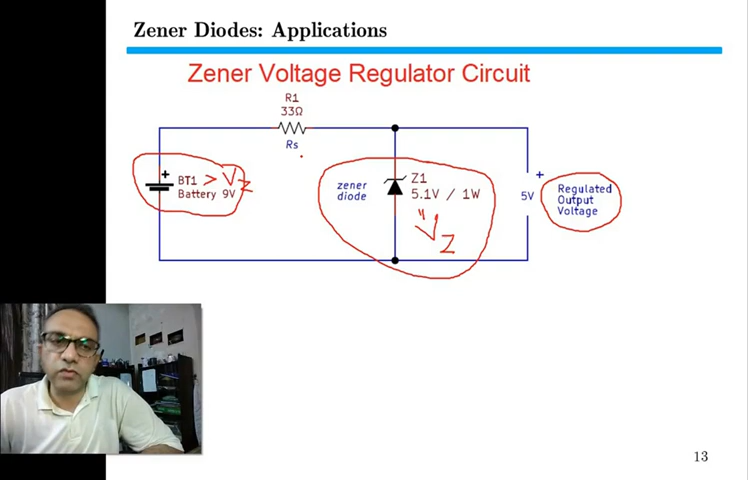 Zener Diodes: Applications
Zener Voltage Regulator Circuit
R1
33Ω
Rs
+
BT1 > VZ
Battery 9V
zener
diode
Z1
5.1V / 1W
"
VZ
+
5V
-
Regulated
Output
Voltage
13